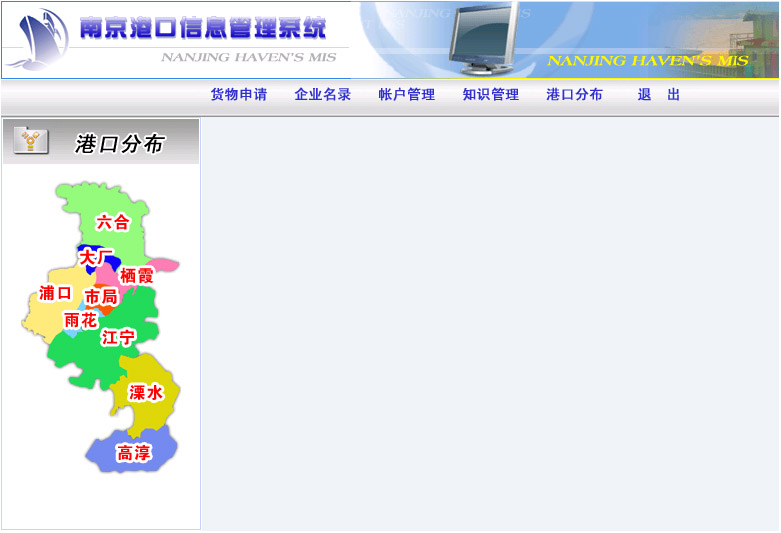 南京港口信息管理系统
NANJING HAVEN'S MIS
NANJING HAVEN'S MIS
货物申请 企业名录 帐户管理 知识管理 港口分布 退 出
港口分布
六合
大厂
栖霞
浦口
市局
雨花
江宁
溧水
高淳